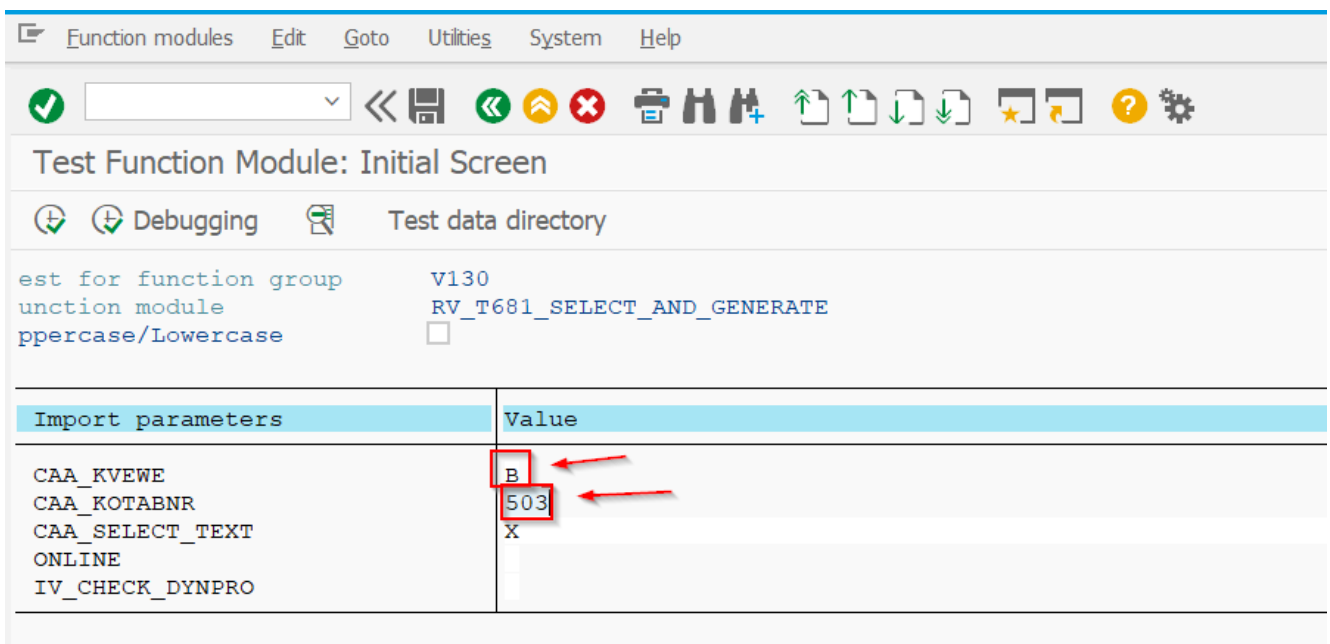 Function modules Edit Goto Utilities System Help
Test Function Module: Initial Screen
Debugging Test data directory
est for function group V130
unction module RV_T681_SELECT_AND_GENERATE
ppercase/Lowercase
Import parameters Value
CAA_KVEWE B
CAA_KOTABNR 503
CAA_SELECT_TEXT X
ONLINE
IV_CHECK_DYNPRO